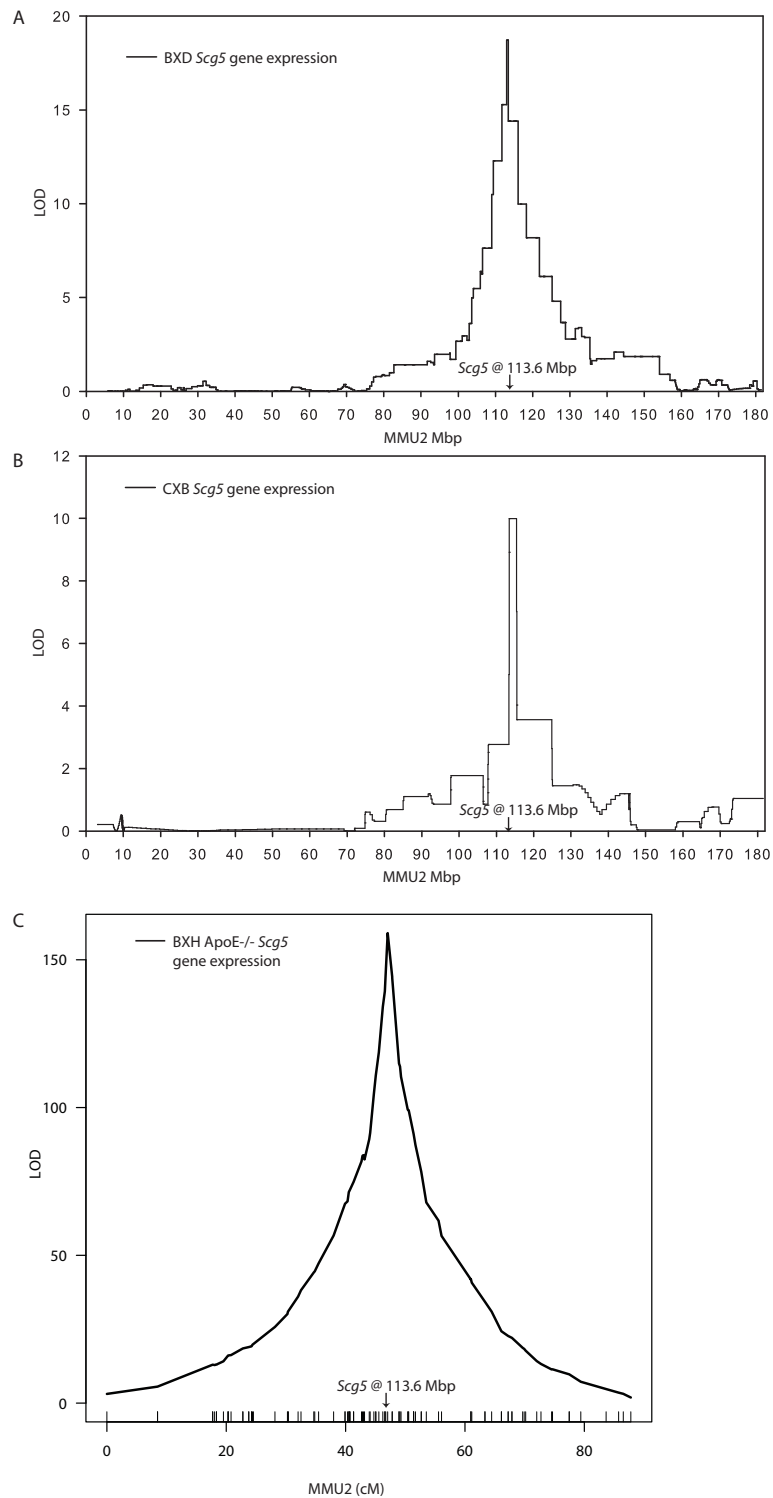 A
20
15
10
5
0
LOD
BXD Scg5 gene expression
Scg5 @ 113.6 Mbp
0 10 20 30 40 50 60 70 80 90 100 110 120 130 140 150 160 170 180
MMU2 Mbp
B
12
10
8
6
4
2
0
LOD
CXB Scg5 gene expression
Scg5 @ 113.6 Mbp
0 10 20 30 40 50 60 70 80 90 100 110 120 130 140 150 160 170 180
MMU2 Mbp
C
150
100
50
0
LOD
BXH ApoE-/- Scg5
gene expression
Scg5 @ 113.6 Mbp
0 20 40 60 80
MMU2 (cM)